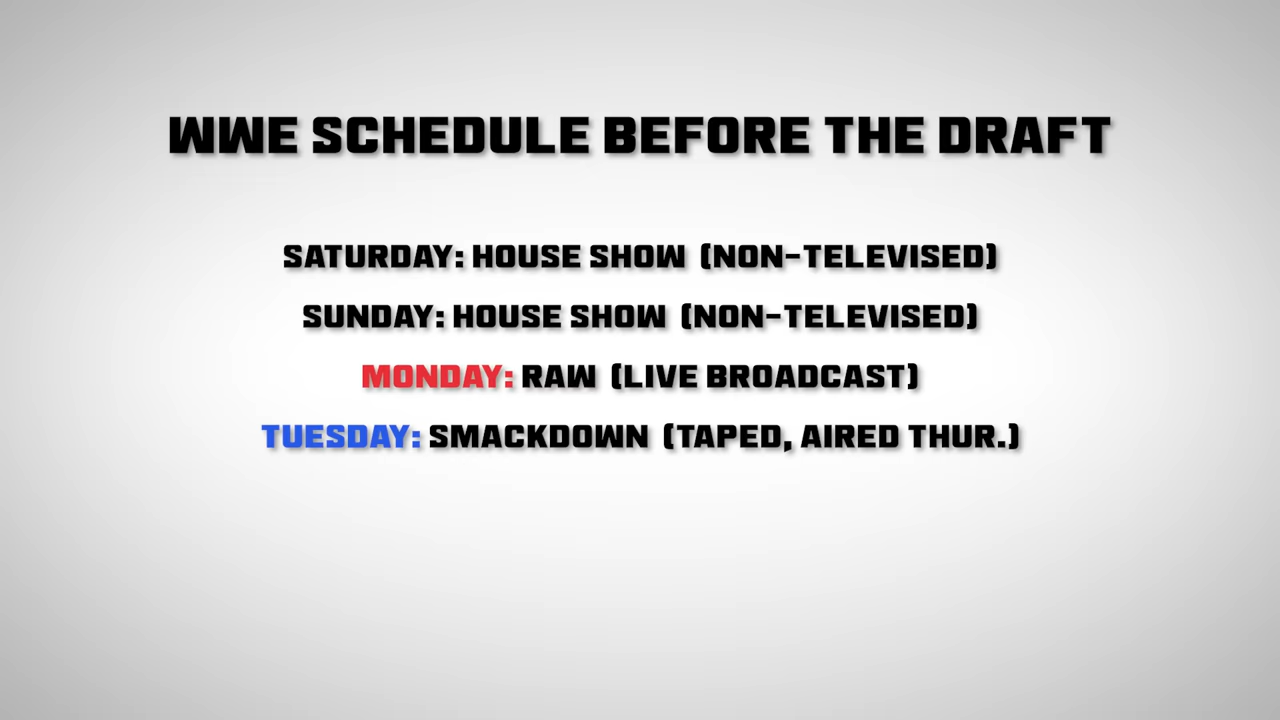 WWE SCHEDULE BEFORE THE DRAFT
SATURDAY: HOUSE SHOW (NON-TELEVISED)
SUNDAY: HOUSE SHOW (NON-TELEVISED)
MONDAY: RAW (LIVE BROADCAST)
TUESDAY: SMACKDOWN (TAPED, AIRED THUR.)